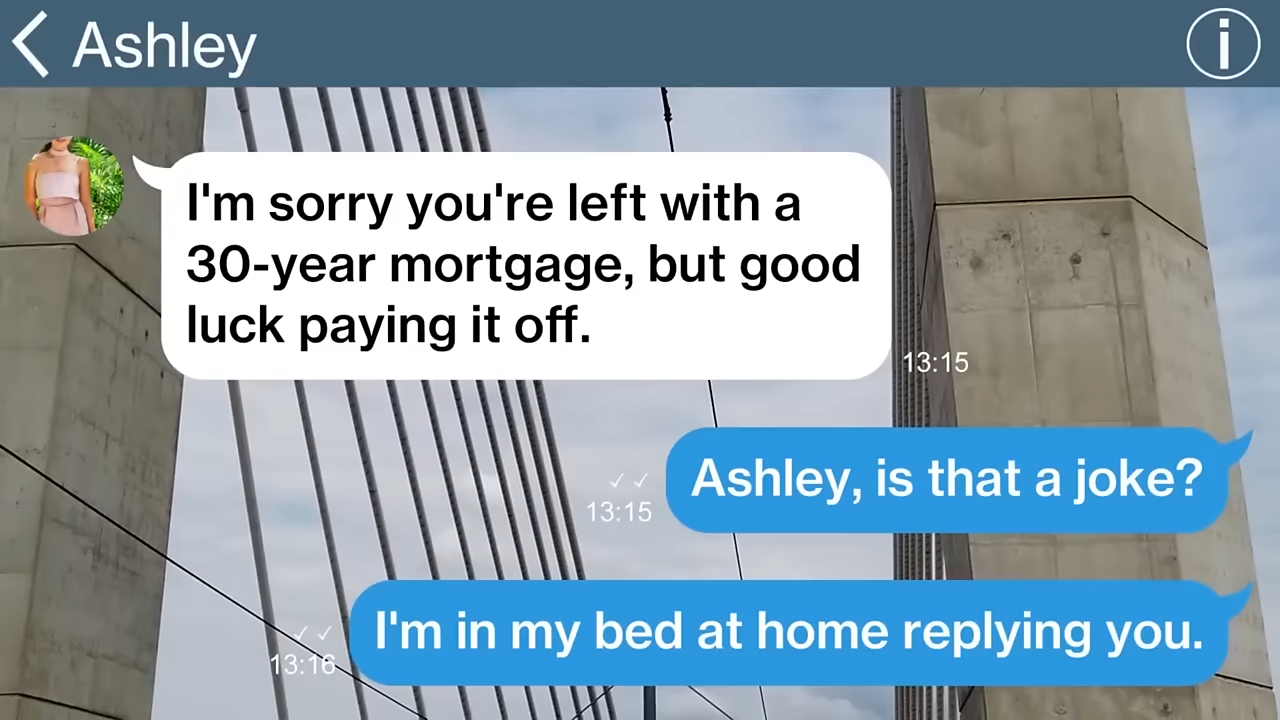 Ashley
I'm sorry you're left with a
30-year mortgage, but good
luck paying it off.
13:15
Ashley, is that a joke?
13:15
I'm in my bed at home replying you.
13:16